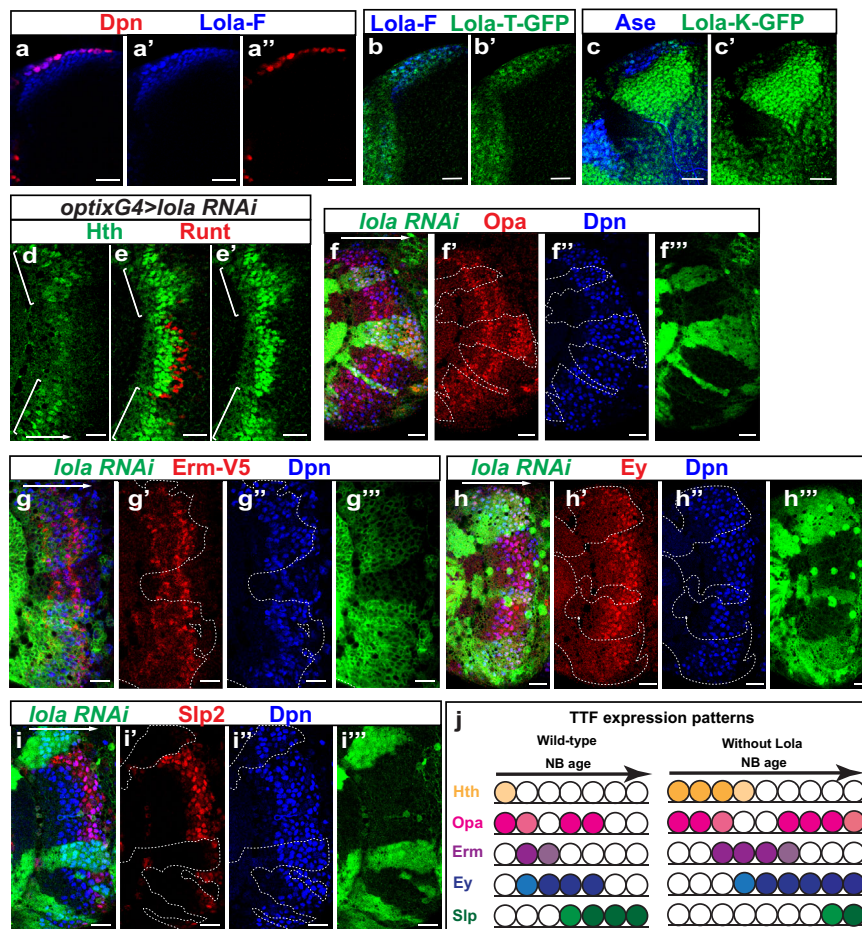 Dpn Lola-F
Lola-F Lola-T-GFP
Ase Lola-K-GFP
a a' a''
b b'
c c'
optixG4>lola RNAi
Hth Runt
d e e'
lola RNAi Opa Dpn
f f' f'' f'''
lola RNAi Erm-V5 Dpn
g g' g'' g'''
lola RNAi Ey Dpn
h h' h'' h'''
lola RNAi Slp2 Dpn
i i' i'' i'''
j TTF expression patterns
Wild-type Without Lola
NB age NB age
Hth
Opa
Erm
Ey
Slp